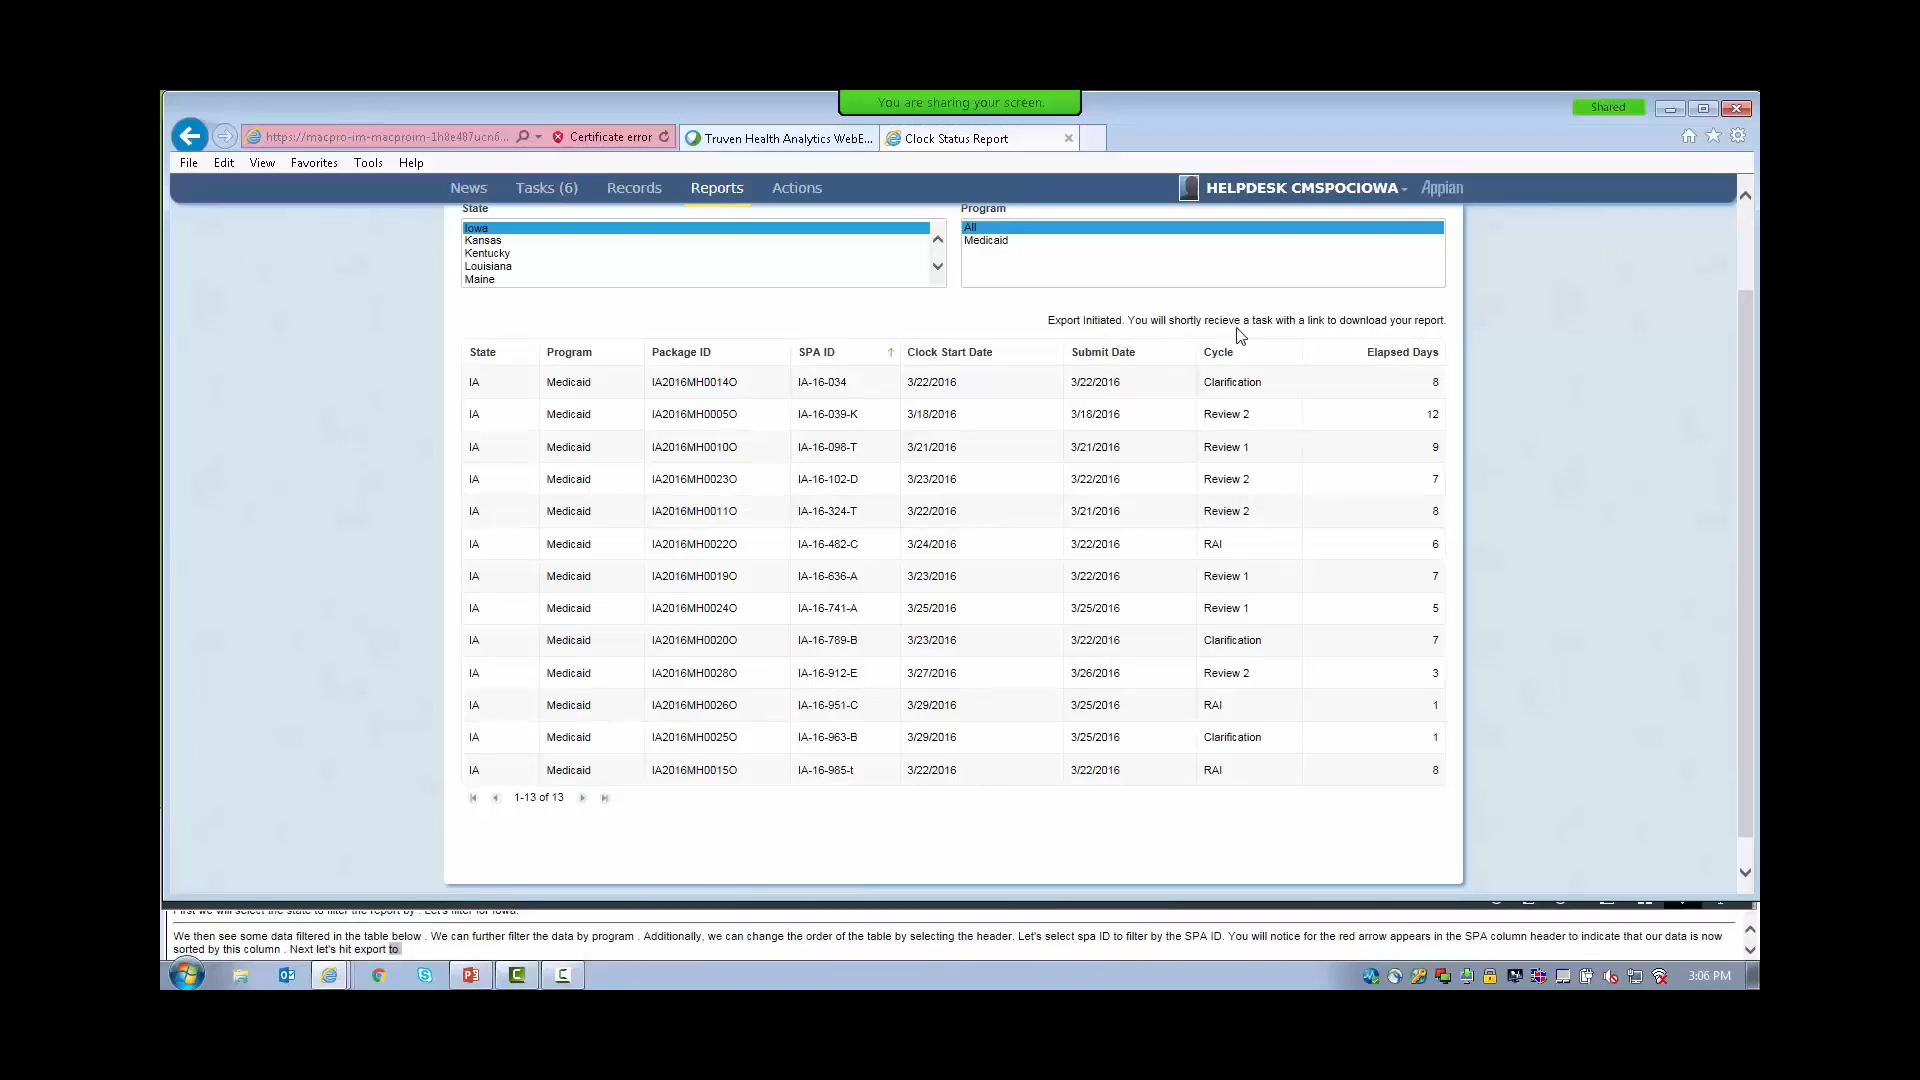 You are sharing your screen.
Shared
https://macpro-im-macproim-1h8e487ucn6... Certificate error Truven Health Analytics WebE... Clock Status Report
File Edit View Favorites Tools Help
News Tasks (6) Records Reports Actions HELPDESK CMSPOCIOWA Appian
State Program
Iowa All
Kansas Medicaid
Kentucky
Louisiana
Maine
Export Initiated. You will shortly recieve a task with a link to download your report.
State Program Package ID SPA ID Clock Start Date Submit Date Cycle Elapsed Days
IA Medicaid IA2016MH0014O IA-16-034 3/22/2016 3/22/2016 Clarification 8
IA Medicaid IA2016MH0005O IA-16-039-K 3/18/2016 3/18/2016 Review 2 12
IA Medicaid IA2016MH0010O IA-16-098-T 3/21/2016 3/21/2016 Review 1 9
IA Medicaid IA2016MH0023O IA-16-102-D 3/23/2016 3/22/2016 Review 2 7
IA Medicaid IA2016MH0011O IA-16-324-T 3/22/2016 3/21/2016 Review 2 8
IA Medicaid IA2016MH0022O IA-16-482-C 3/24/2016 3/22/2016 RAI 6
IA Medicaid IA2016MH0019O IA-16-636-A 3/23/2016 3/22/2016 Review 1 7
IA Medicaid IA2016MH0024O IA-16-741-A 3/25/2016 3/25/2016 Review 1 5
IA Medicaid IA2016MH0020O IA-16-789-B 3/23/2016 3/22/2016 Clarification 7
IA Medicaid IA2016MH0028O IA-16-912-E 3/27/2016 3/26/2016 Review 2 3
IA Medicaid IA2016MH0026O IA-16-951-C 3/29/2016 3/25/2016 RAI 1
IA Medicaid IA2016MH0025O IA-16-963-B 3/29/2016 3/25/2016 Clarification 1
IA Medicaid IA2016MH0015O IA-16-985-t 3/22/2016 3/22/2016 RAI 8
1-13 of 13
First we will select the state to filter the report by . Let's filter for Iowa.
We then see some data filtered in the table below . We can further filter the data by program . Additionally, we can change the order of the table by selecting the header. Let's select spa ID to filter by the SPA ID. You will notice for the red arrow appears in the SPA column header to indicate that our data is now
sorted by this column . Next let's hit export to
3:06 PM